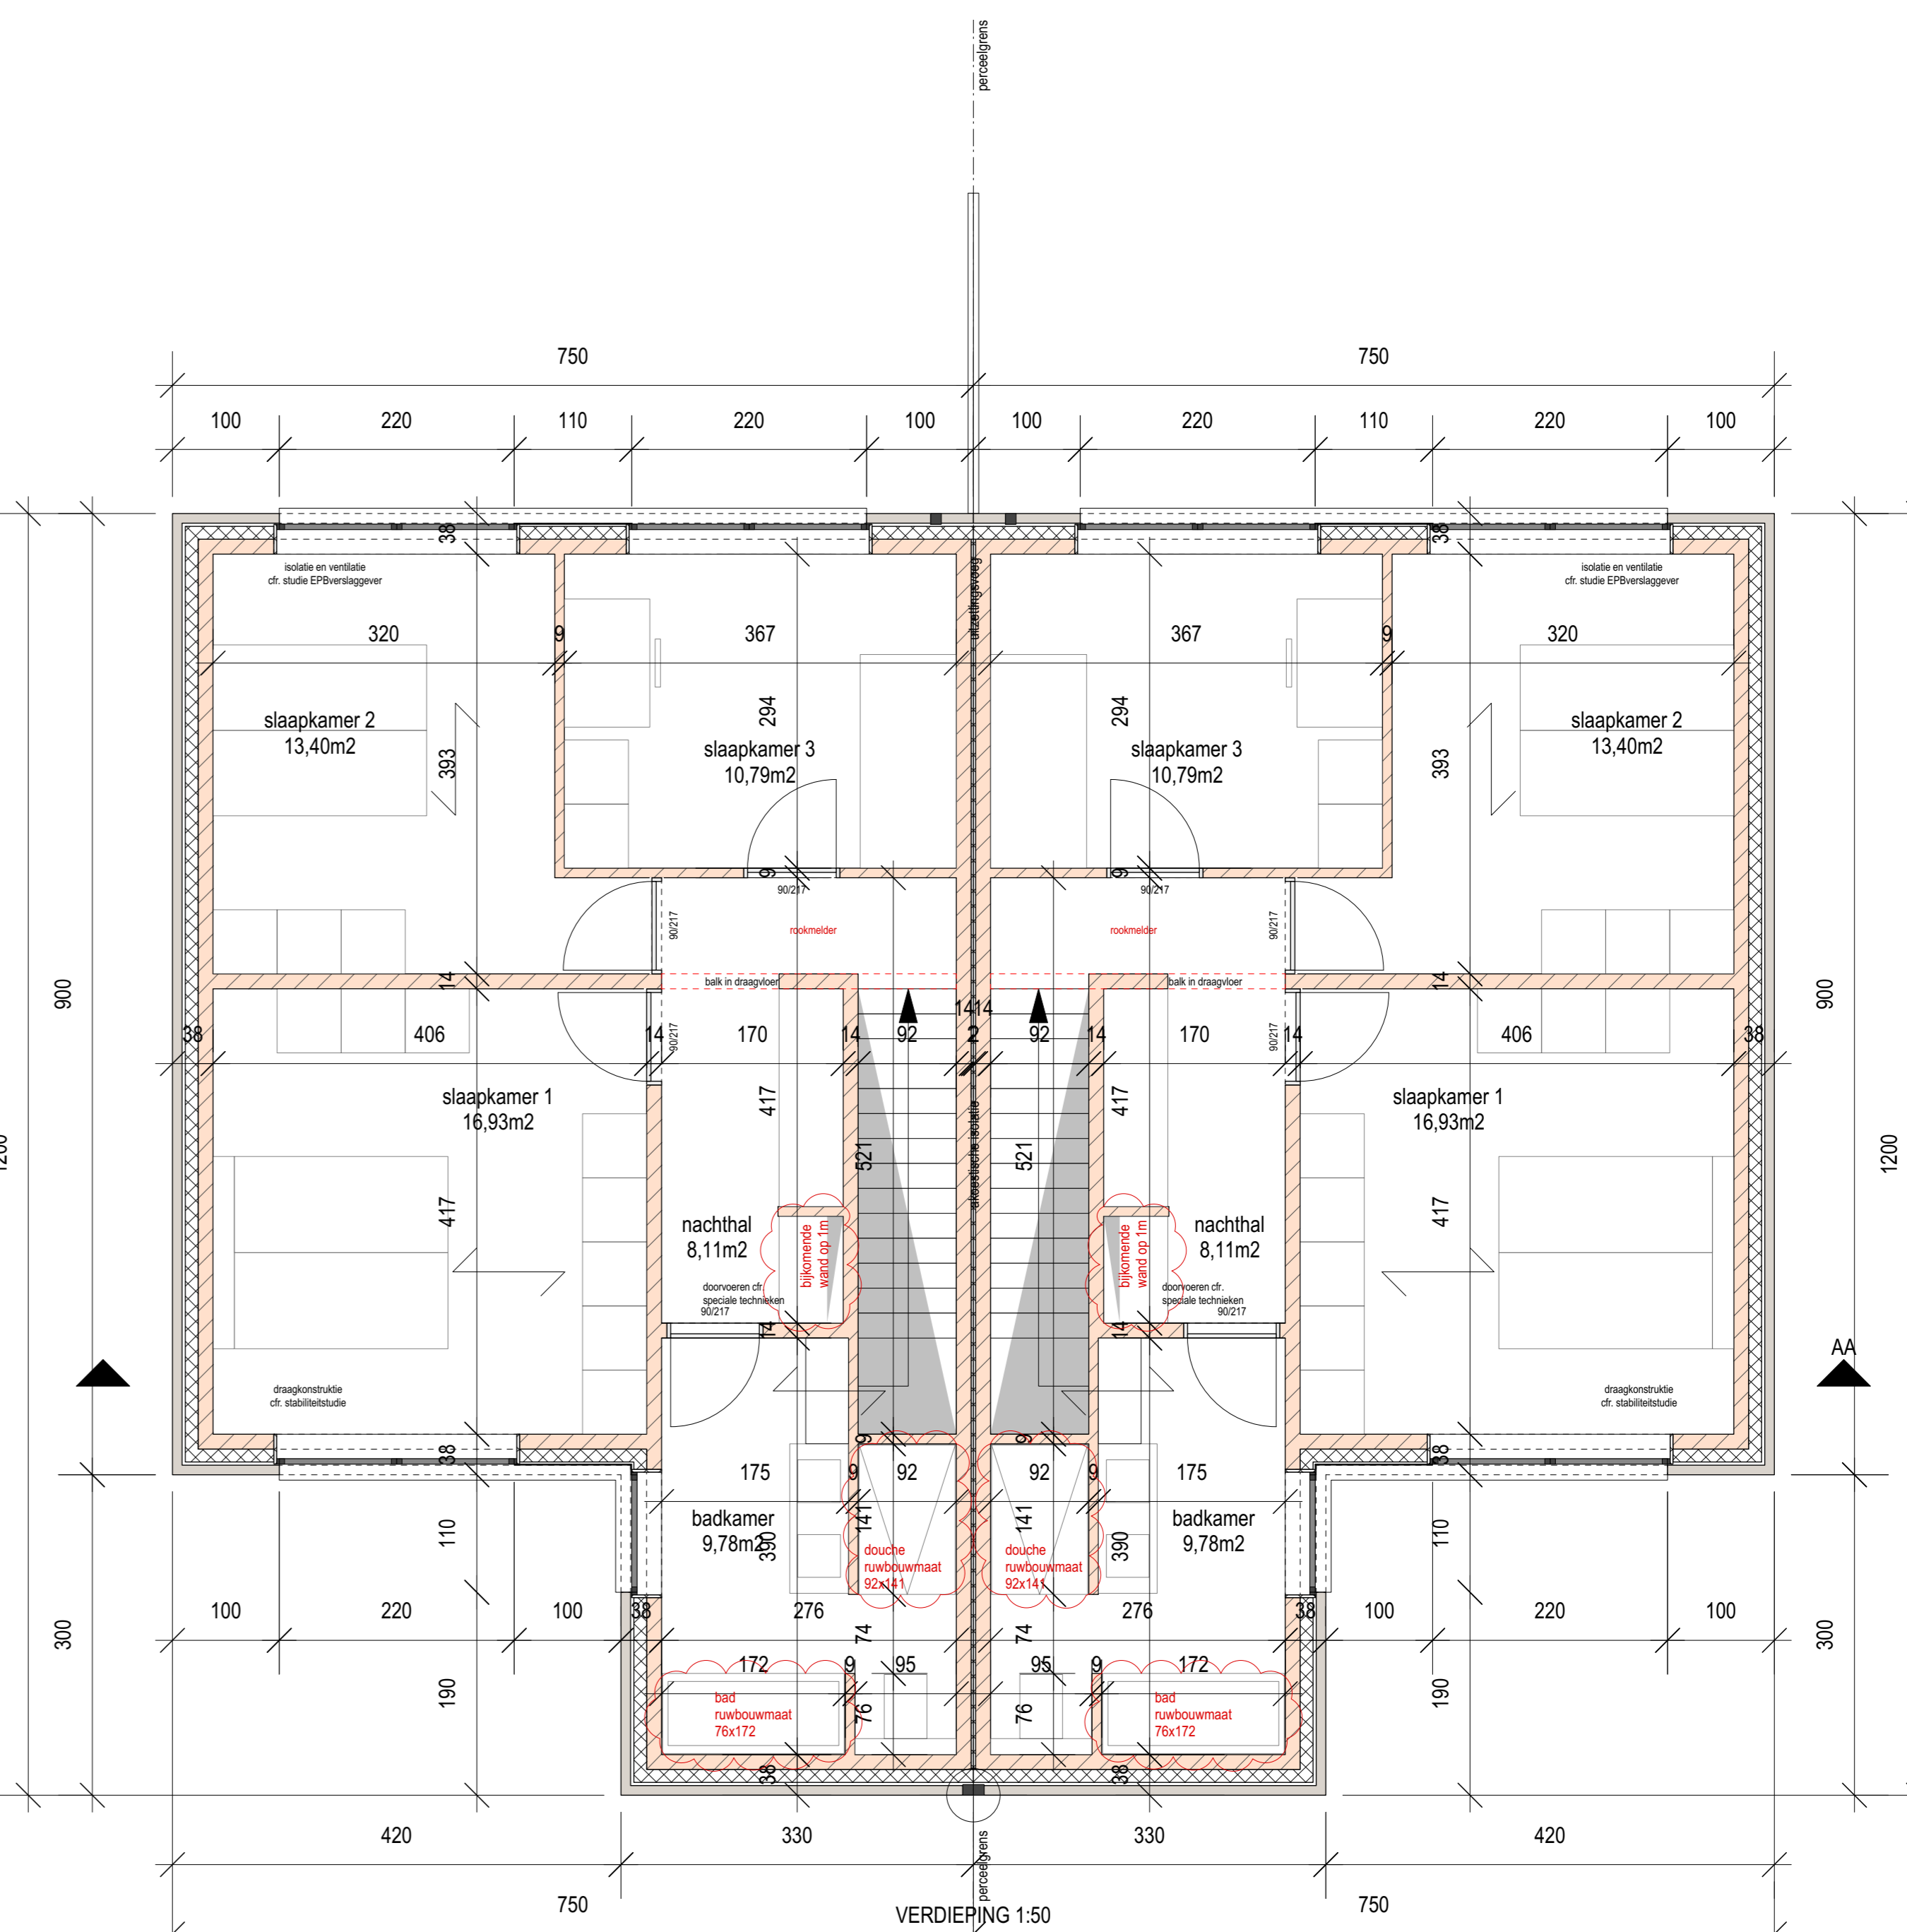 perceelgrens
750
750
100
220
110
220
100
100
220
110
220
100
38
38
isolatie en ventilatie
cfr. studie EPBverslaggever
isolatie en ventilatie
cfr. studie EPBverslaggever
uitzettingsvoeg
320
9
367
367
9
320
294
294
slaapkamer 2
13,40m2
slaapkamer 3
10,79m2
slaapkamer 3
10,79m2
slaapkamer 2
13,40m2
393
393
9
9
90/217
90/217
90/217
90/217
rookmelder
rookmelder
14
balk in draagvloer
balk in draagvloer
14
900
900
1414
38
406
14
90/217
170
14
92
2
92
14
170
90/217
14
406
38
slaapkamer 1
16,93m2
417
417
slaapkamer 1
16,93m2
akoestische isolatie
1200
521
521
1200
417
417
nachthal
8,11m2
bijkomende
wand op 1m
bijkomende
wand op 1m
nachthal
8,11m2
doorvoeren cfr.
speciale technieken
90/217
doorvoeren cfr.
speciale technieken
90/217
14
14
AA
draagkonstruktie
cfr. stabiliteitstudie
draagkonstruktie
cfr. stabiliteitstudie
38
9
9
38
175
9
92
92
9
175
badkamer
9,78m2
141
141
badkamer
9,78m2
110
390
390
110
douche
ruwbouwmaat
92x141
douche
ruwbouwmaat
92x141
300
100
220
100
38
276
276
38
100
220
100
300
74
74
172
9
95
95
9
172
190
bad
ruwbouwmaat
76x172
76
76
bad
ruwbouwmaat
76x172
190
38
38
420
330
330
420
perceelgrens
750
750
VERDIEPING 1:50